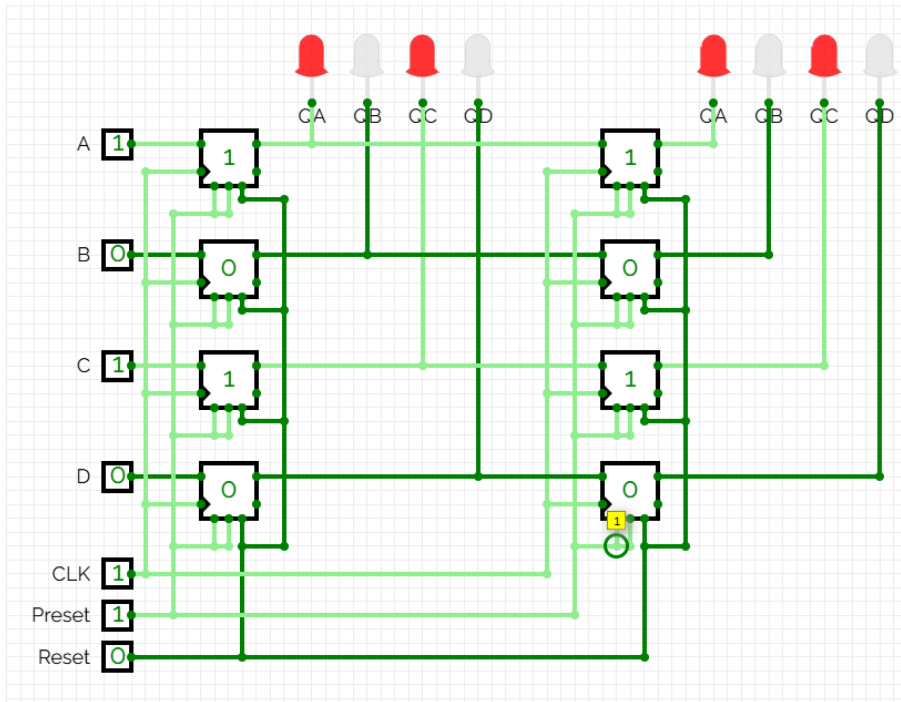 QA QB QC QD QA QB QC QD
A 1 1 1
B 0 0 0
C 1 1 1
D 0 0 0
1
CLK 1
Preset 1
Reset 0